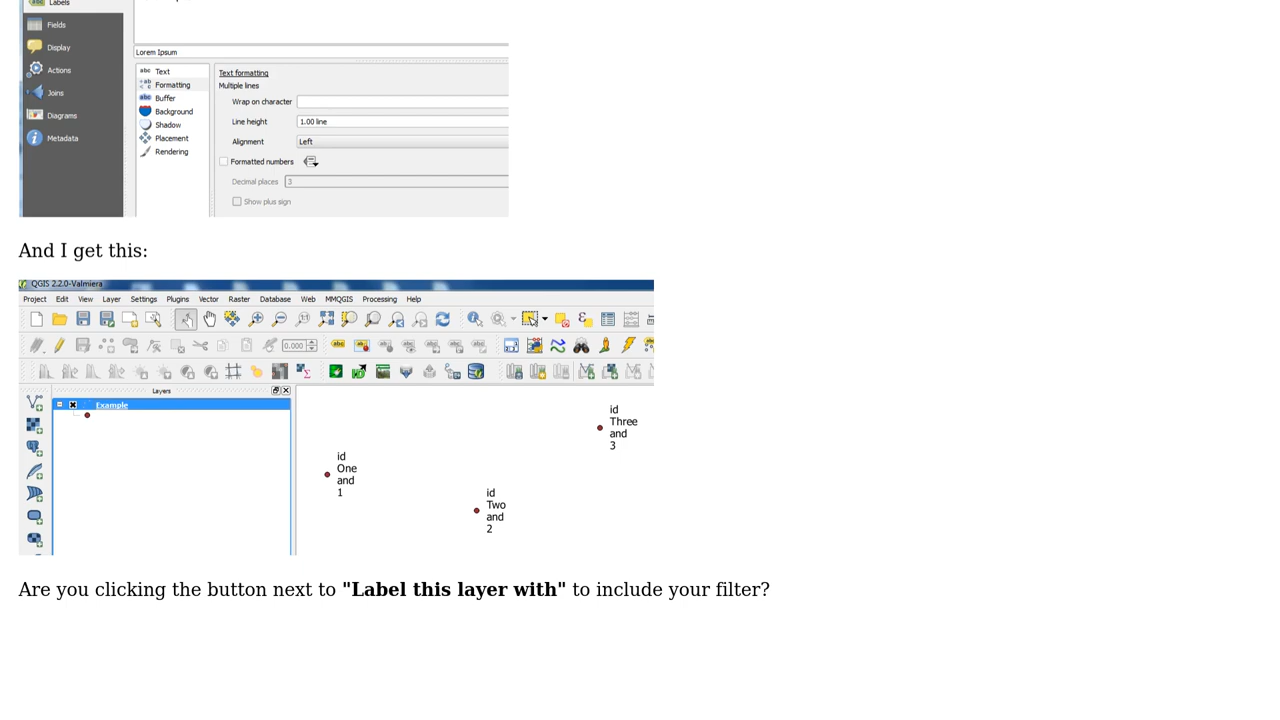 Labels
Fields
Display
Actions
Joins
Diagrams
Metadata
Lorem Ipsum
abc Text
Formatting
abc Buffer
Background
Shadow
Placement
Rendering
Text formatting
Multiple lines
Wrap on character
Line height 1.00 line
Alignment Left
Formatted numbers
Decimal places 3
Show plus sign
And I get this:
QGIS 2.2.0-Valmiera
Project Edit View Layer Settings Plugins Vector Raster Database Web MMQGIS Processing Help
0.000
Layers
Example
id
Three
and
3
id
One
and
1
id
Two
and
2
Are you clicking the button next to "Label this layer with" to include your filter?